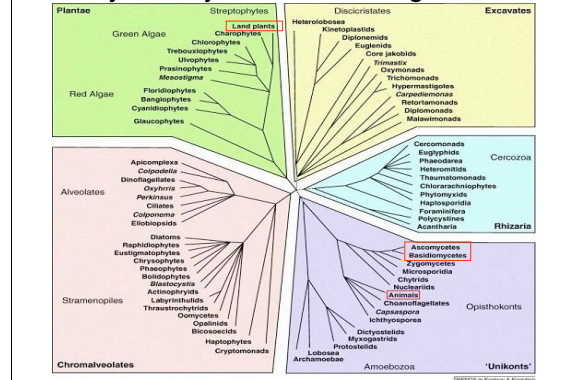 Plantae
Streptophytes
Land plants
Charophytes
Green Algae
Chlorophytes
Trebouxiophytes
Ulvophytes
Prasinophytes
Mesostigma
Red Algae
Floridiophytes
Bangiophytes
Cyanidiophytes
Glaucophytes
Discicristates
Excavates
Heterolobosea
Kinetoplastids
Diplonemids
Euglenids
Core jakobids
Trimastix
Oxymonads
Trichomonads
Hypermastigotes
Carpediemonas
Retortamonads
Diplomonads
Malawimonads
Cercomonads
Euglyphids
Cercozoa
Phaeodarea
Heteromitids
Thaumatomonads
Chlorarachniophytes
Phytomyxids
Haplosporidia
Foraminifera
Polycystines
Acantharia
Rhizaria
Apicomplexa
Colpodella
Alveolates
Dinoflagellates
Oxyrrhis
Perkinsus
Ciliates
Colponema
Ellobiopsids
Diatoms
Raphidiophytes
Eustigmatophytes
Chrysophytes
Phaeophytes
Bolidophytes
Blastocystis
Actinophryids
Stramenopiles
Labyrinthulids
Thraustrochytrids
Oomycetes
Opalinids
Bicosoecids
Haptophytes
Cryptomonads
Chromalveolates
Ascomycetes
Basidiomycetes
Zygomycetes
Microsporidia
Chytrids
Nucleariids
Animals
Choanoflagellates
Opisthokonts
Capsaspora
Ichthyosporea
Dictyostelids
Myxogastrids
Protostelids
Lobosea
Archamoebae
Amoebozoa
'Unikonts'